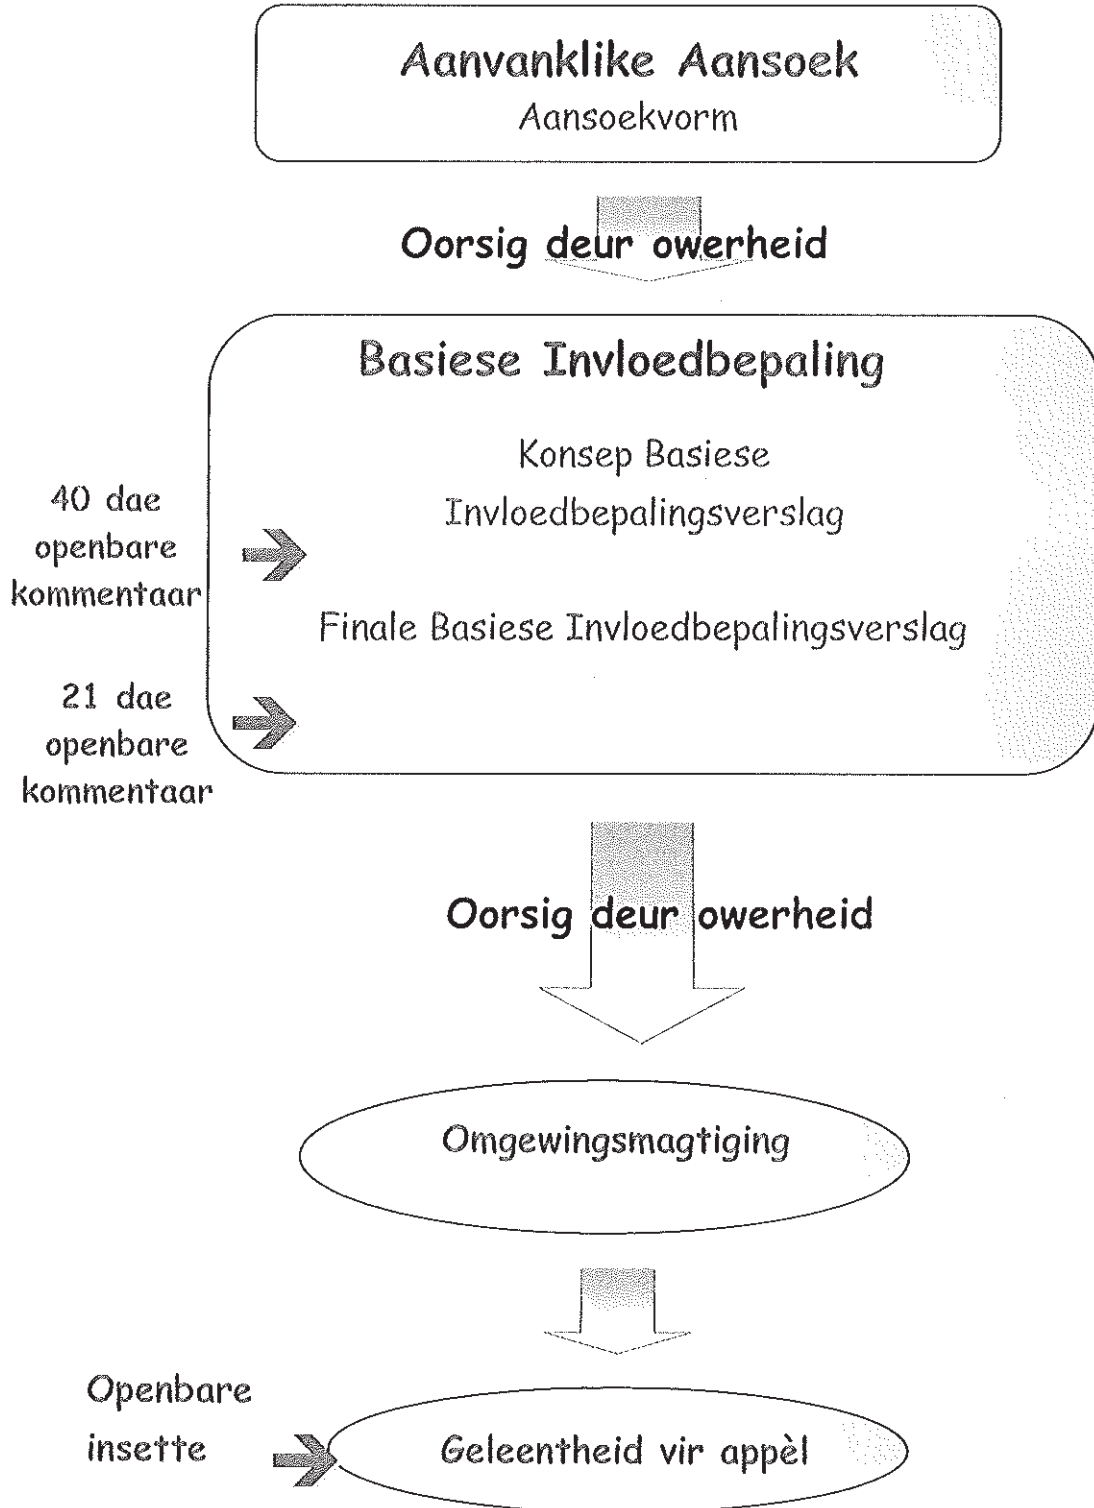 Aanvanklike Aansoek
Aansoekvorm
Oorsig deur owerheid
Basiese Invloedbepaling
Konsep Basiese
Invloedbepalingsverslag
40 dae
openbare
kommentaar
Finale Basiese Invloedbepalingsverslag
21 dae
openbare
kommentaar
Oorsig deur owerheid
Omgewingsmagtiging
Openbare
insette
Geleentheid vir appèl